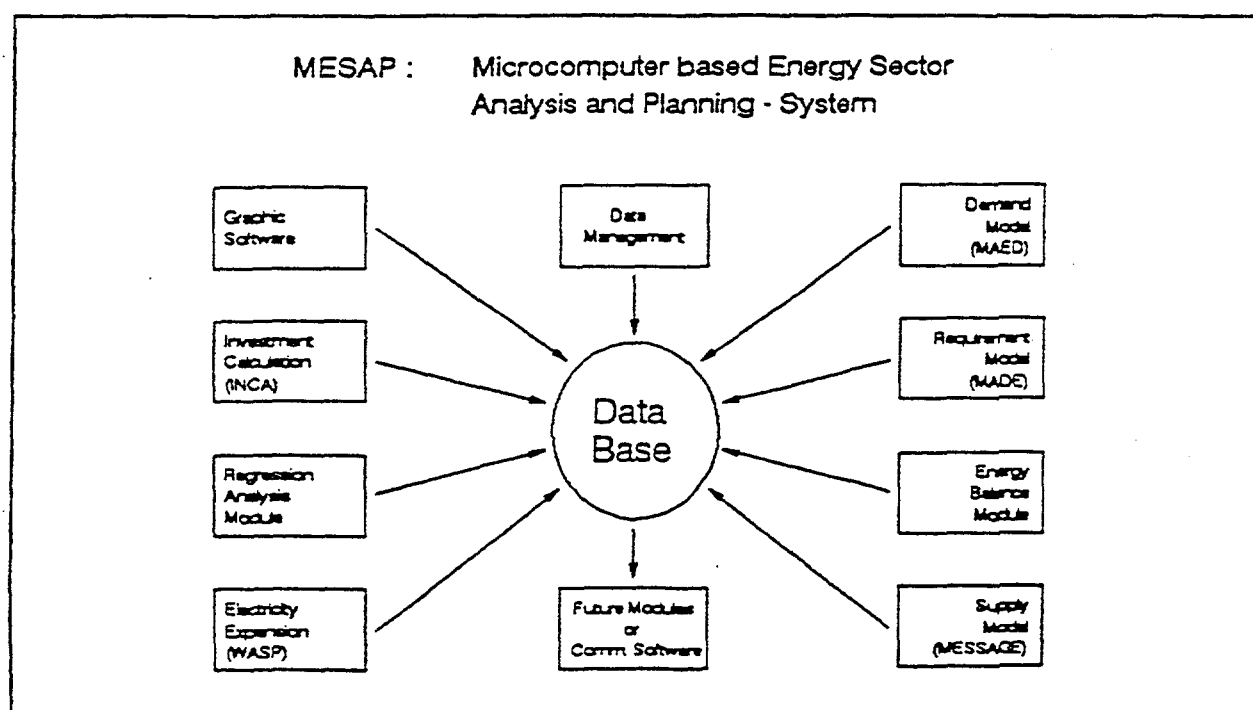 MESAP : Microcomputer based Energy Sector
Analysis and Planning - System
Graphic
Software
Data
Management
Demand
Model
(MAED)
Investment
Calculation
(INCA)
Requirement
Model
(MADE)
Data
Base
Regression
Analysis
Module
Energy
Balance
Module
Electricity
Expansion
(WASP)
Future Modules
or
Comm. Software
Supply
Model
(MESSAGE)